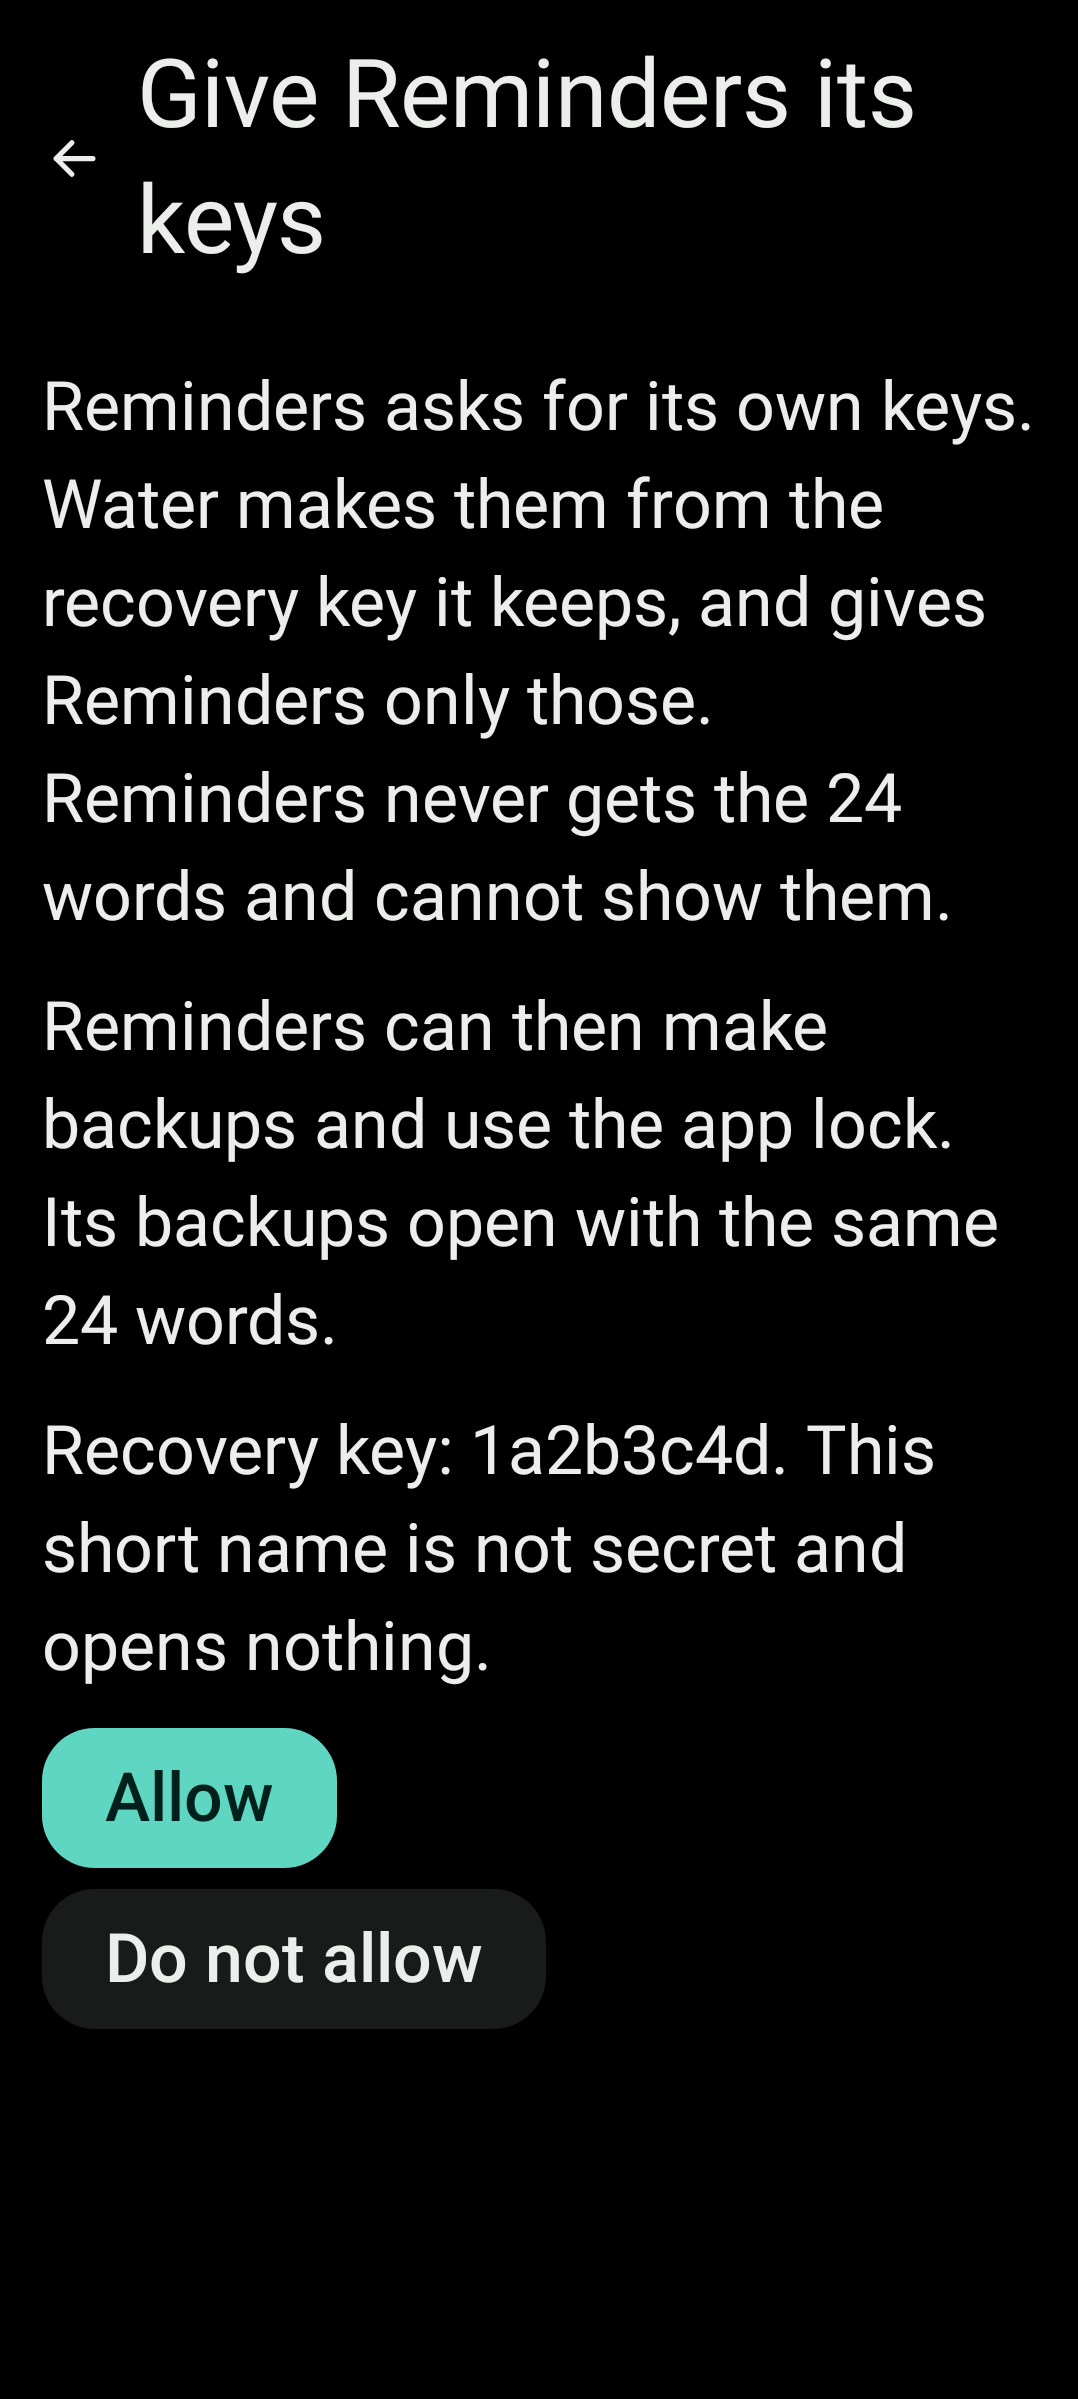 Give Reminders its
keys
Reminders asks for its own keys.
Water makes them from the
recovery key it keeps, and gives
Reminders only those.
Reminders never gets the 24
words and cannot show them.
Reminders can then make
backups and use the app lock.
Its backups open with the same
24 words.
Recovery key: 1a2b3c4d. This
short name is not secret and
opens nothing.
Allow
Do not allow